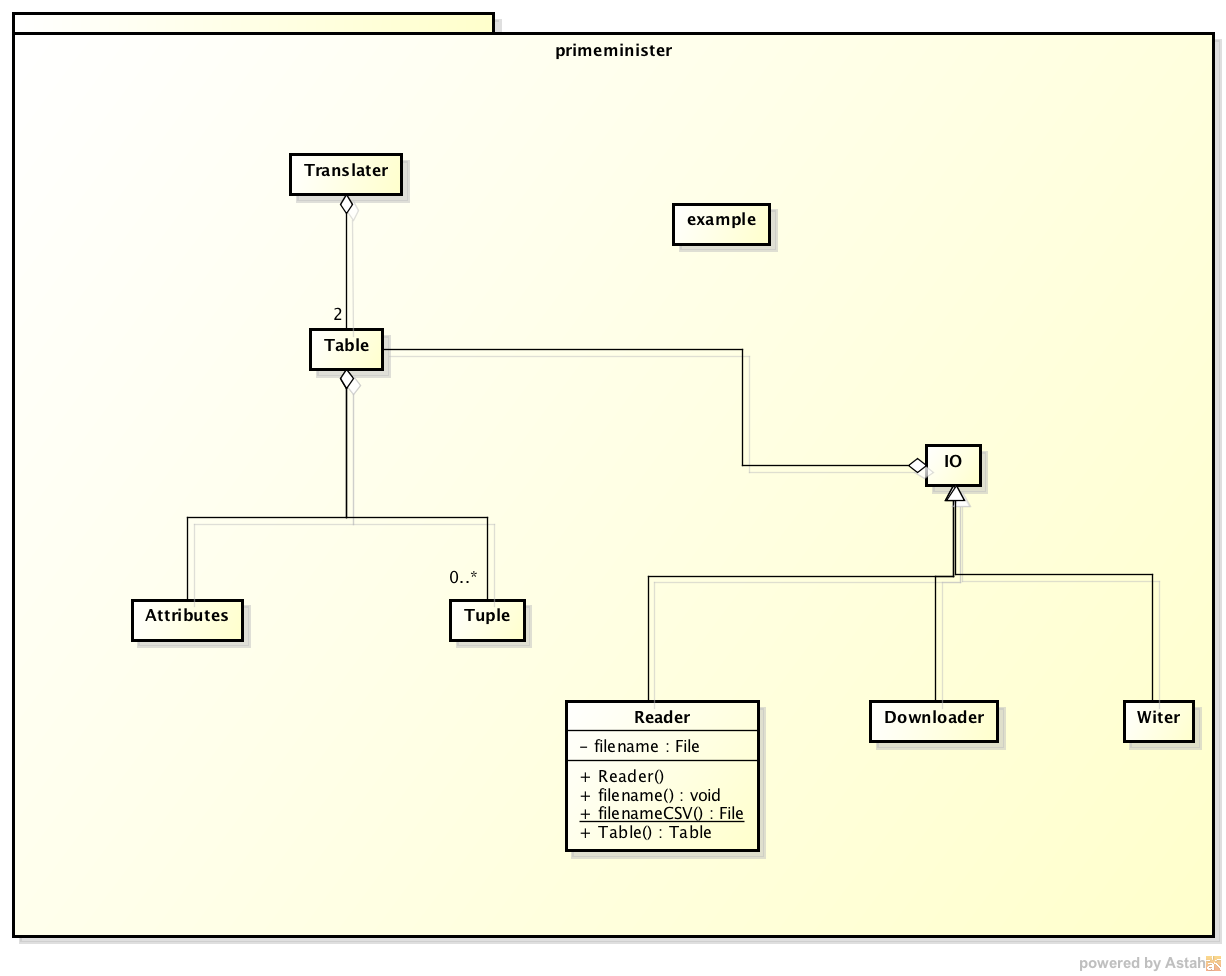 primeminister
Translater
example
2
Table
IO
0..*
Attributes
Tuple
Reader
– filename : File
+ Reader()
+ filename() : void
+ filenameCSV() : File
+ Table() : Table
Downloader
Witer
powered by Astah